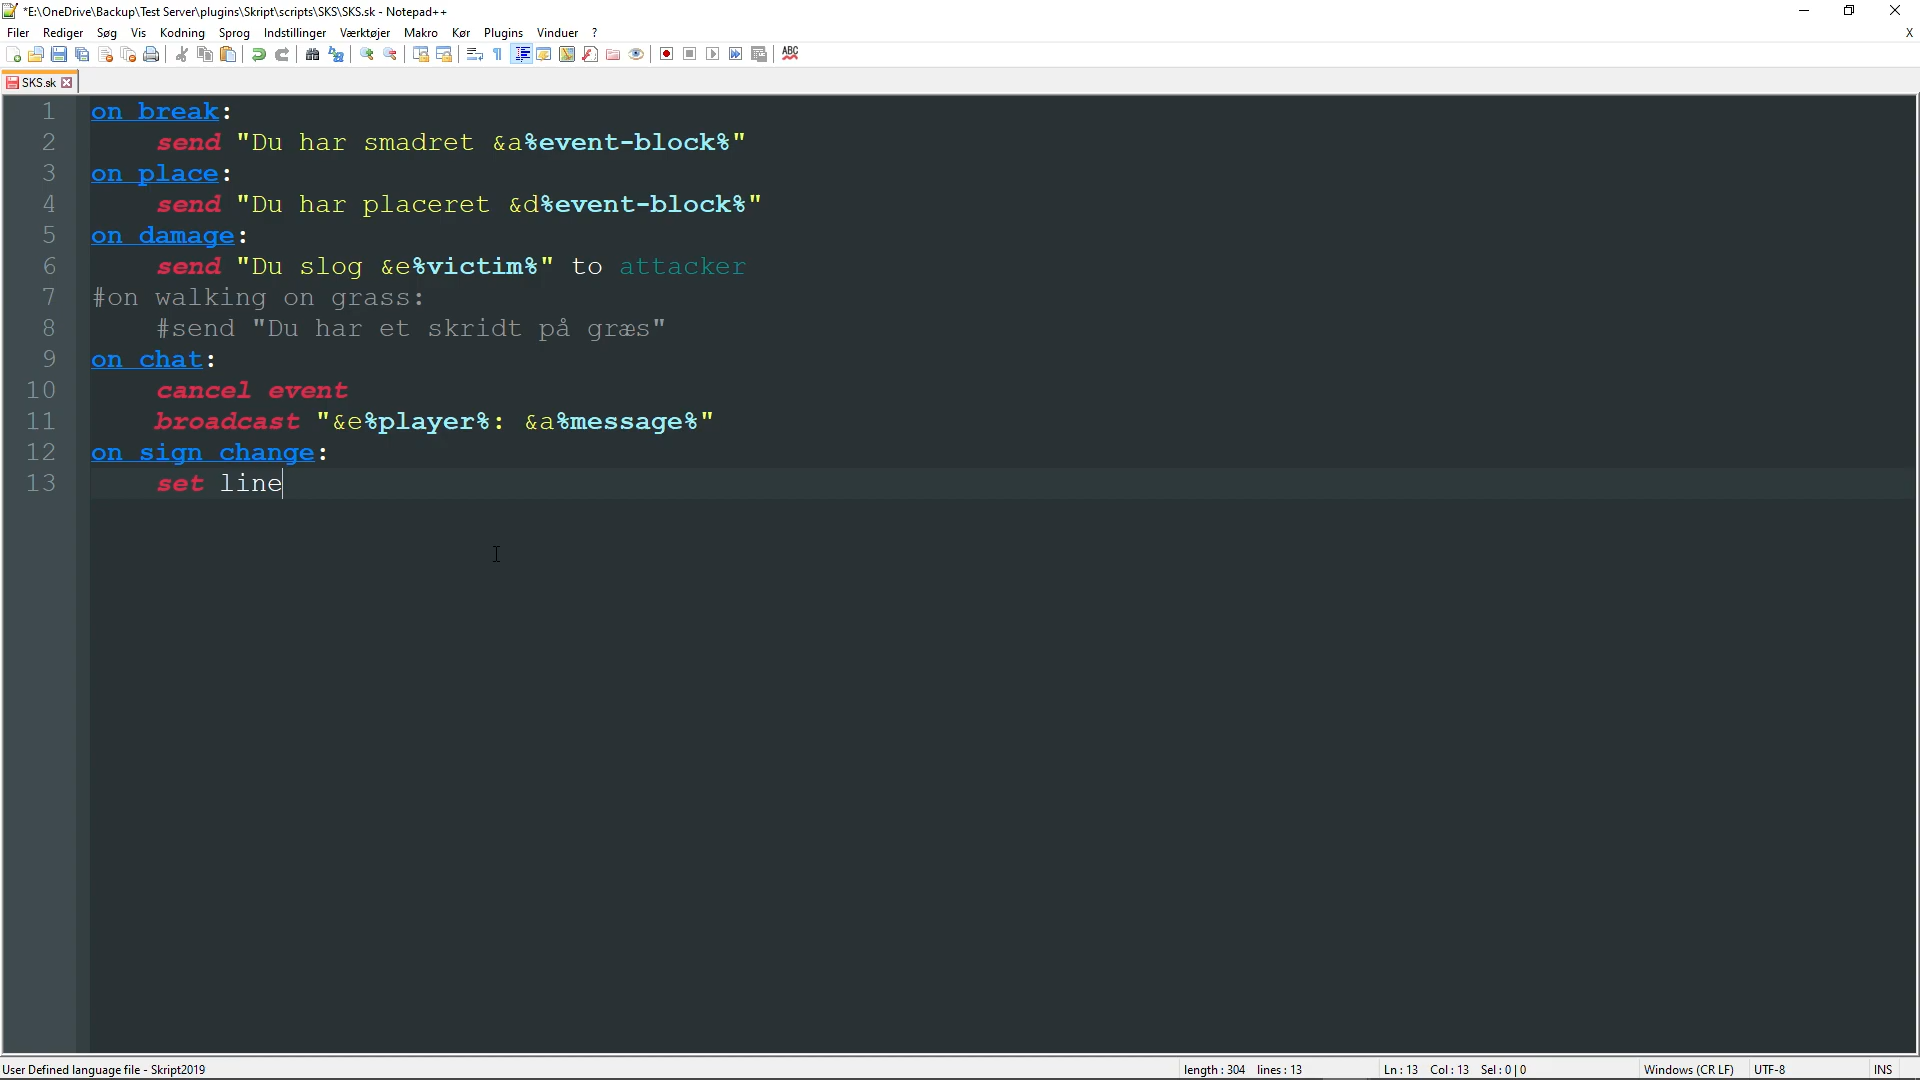 *E:\OneDrive\Backup\Test Server\plugins\Skript\scripts\SKS\SKS.sk - Notepad++
Filer Rediger Søg Vis Kodning Sprog Indstillinger Værktøjer Makro Kør Plugins Vinduer ? X
ABC
SKS.sk
1 on break:
2 send "Du har smadret &a%event-block%"
3 on place:
4 send "Du har placeret &d%event-block%"
5 on damage:
6 send "Du slog &e%victim%" to attacker
7 #on walking on grass:
8 #send "Du har et skridt på græs"
9 on chat:
10 cancel event
11 broadcast "&e%player%: &a%message%"
12 on sign change:
13 set line
User Defined language file - Skript2019 length : 304 lines : 13 Ln : 13 Col : 13 Sel : 0 | 0 Windows (CR LF) UTF-8 INS